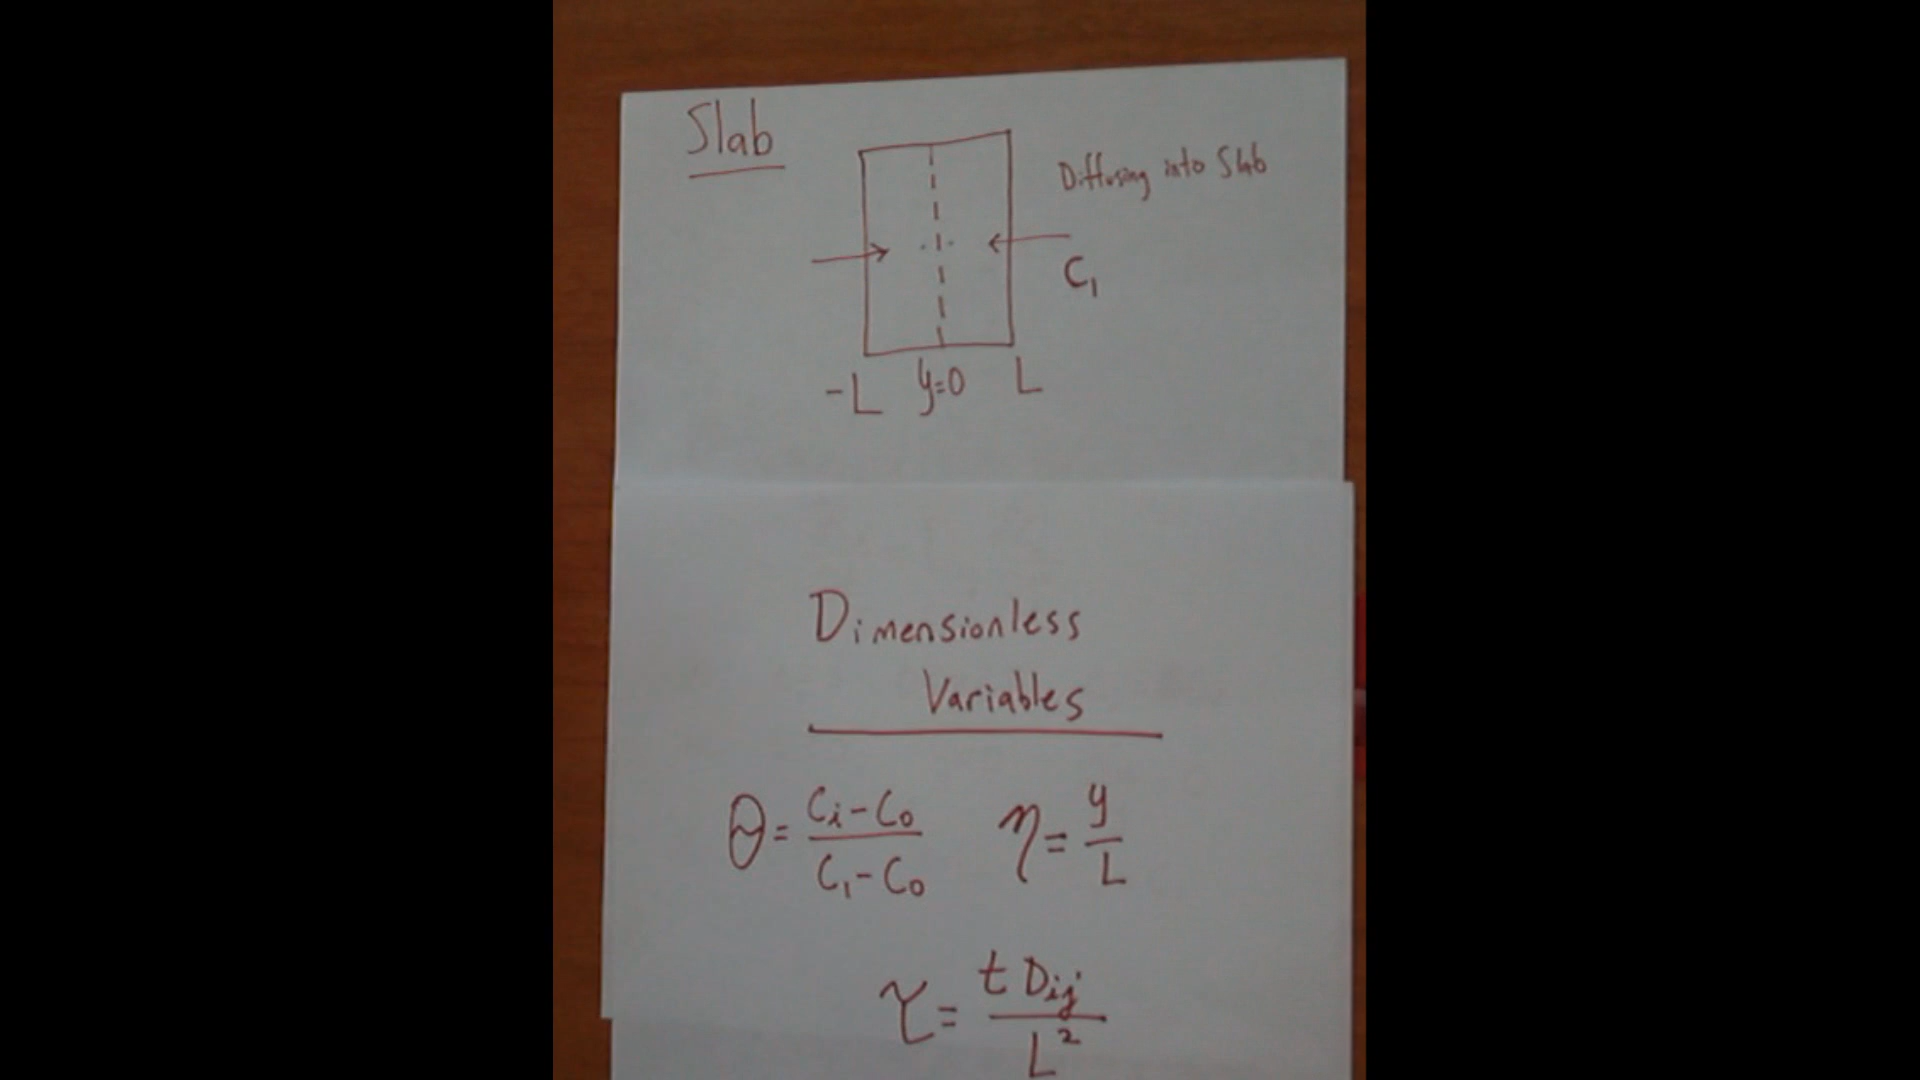 Slab
Diffusing into Slab
C₁
-L y=0 L
Dimensionless
Variables
θ = (Ci - C₀) / (C₁ - C₀) η = y / L
τ = t Dij / L²